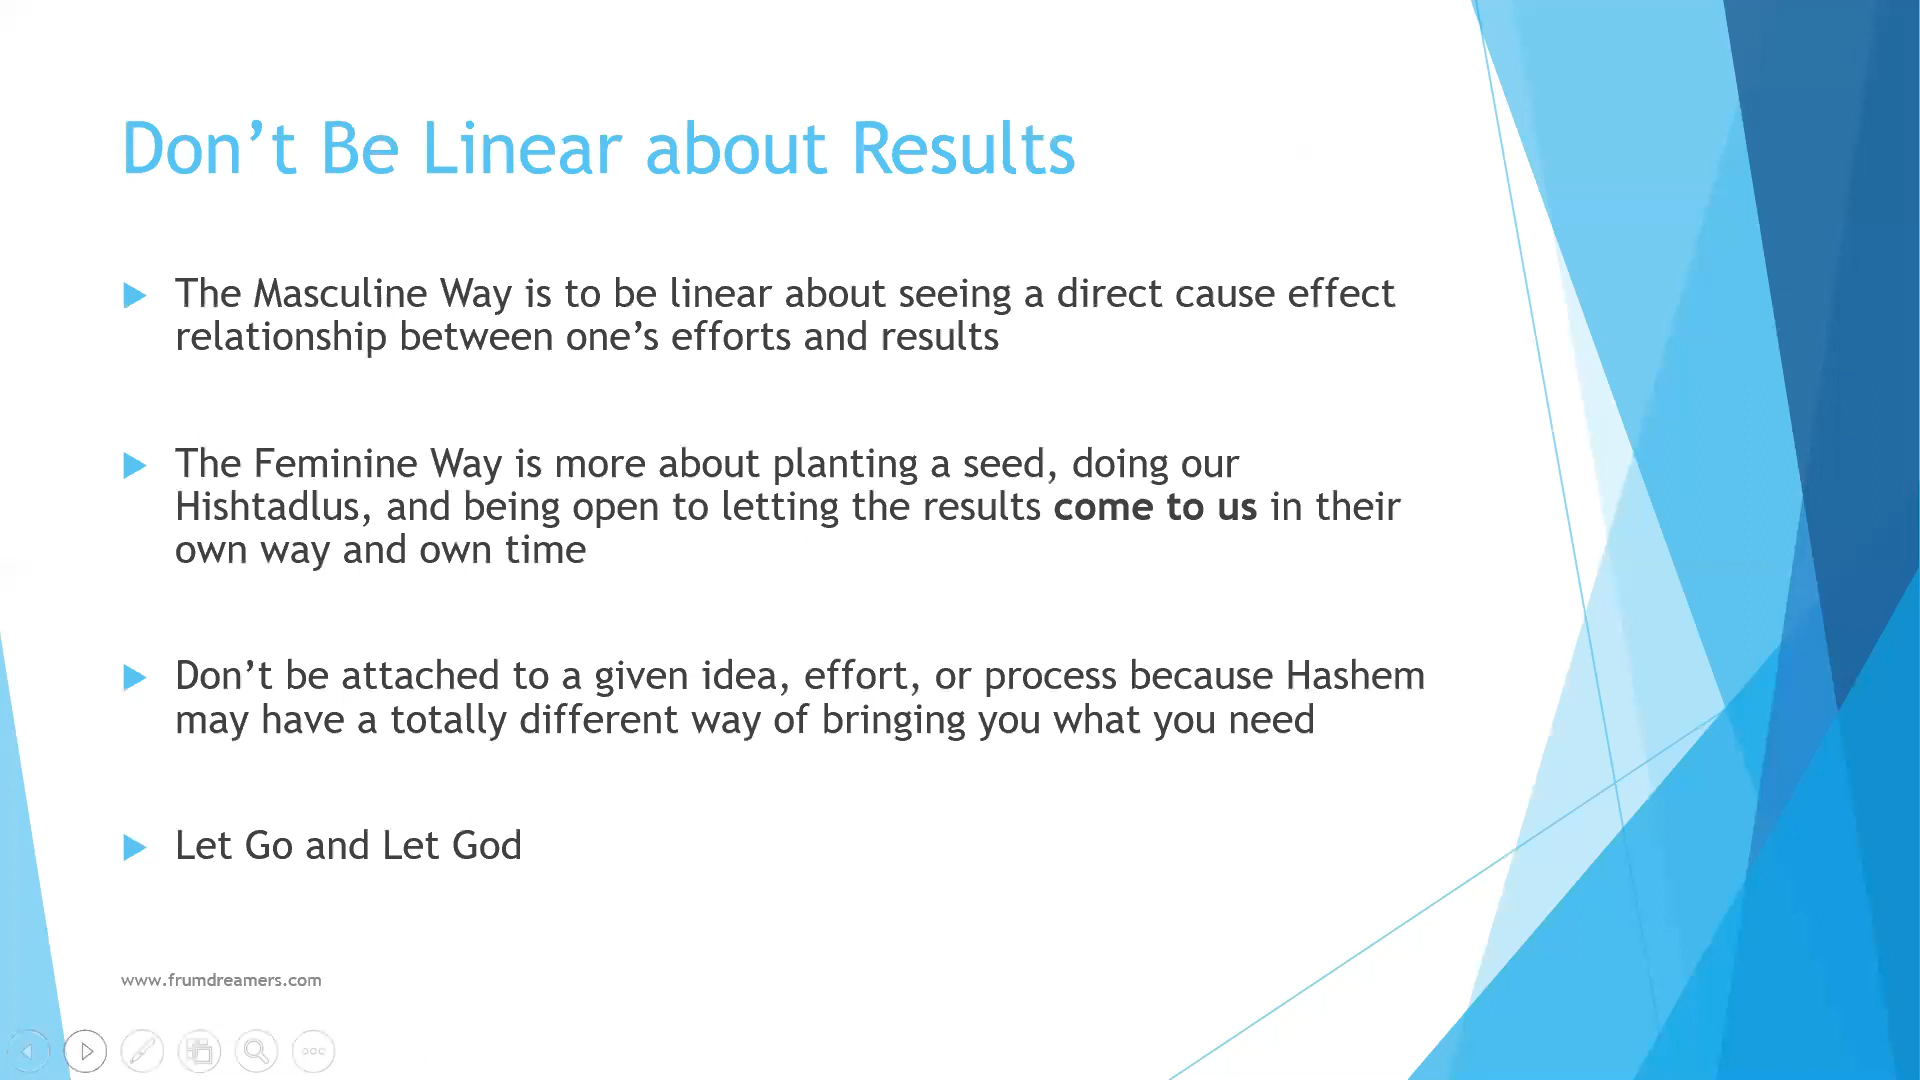 Don’t Be Linear about Results
The Masculine Way is to be linear about seeing a direct cause effect
relationship between one’s efforts and results
The Feminine Way is more about planting a seed, doing our
Hishtadlus, and being open to letting the results come to us in their
own way and own time
Don’t be attached to a given idea, effort, or process because Hashem
may have a totally different way of bringing you what you need
Let Go and Let God
www.frumdreamers.com